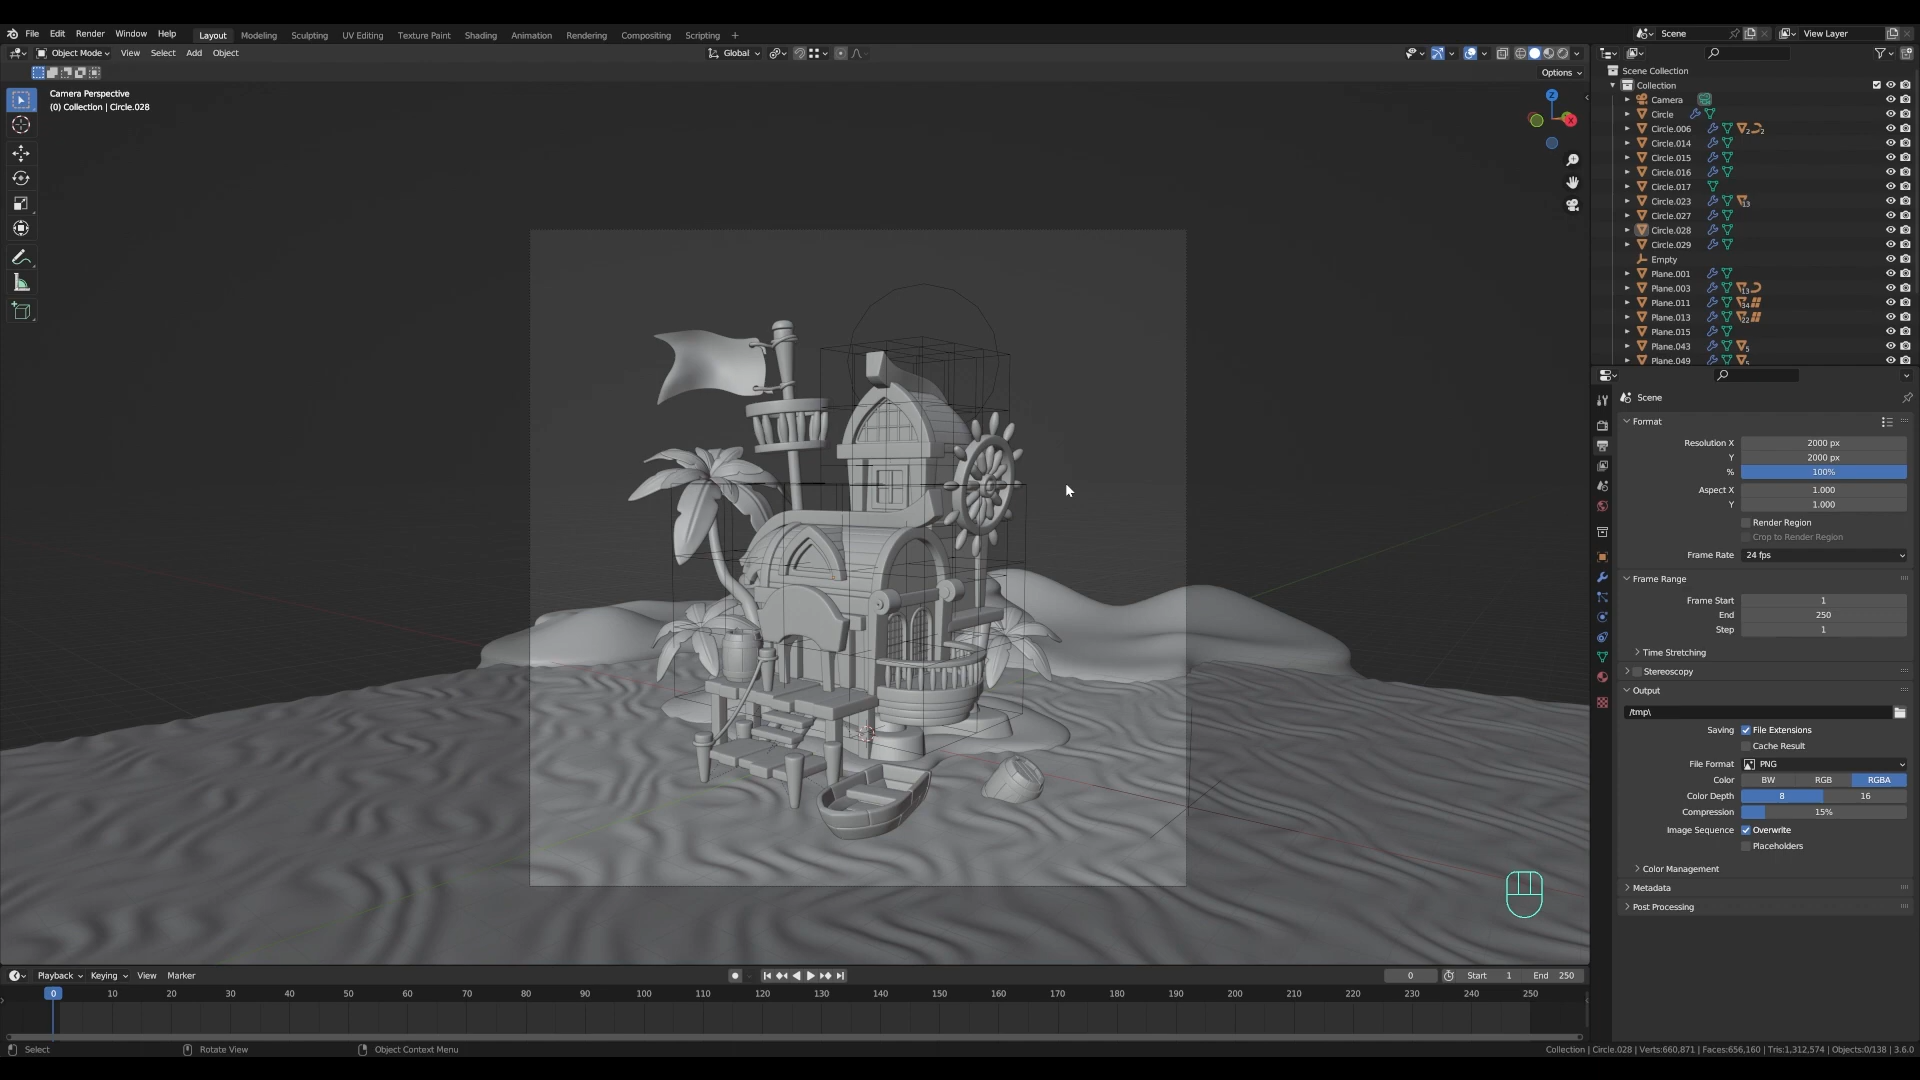 File Edit Render Window Help Layout Modeling Sculpting UV Editing Texture Paint Shading Animation Rendering Compositing Scripting + Scene View Layer
Object Mode View Select Add Object Global
Options
Camera Perspective
(0) Collection | Circle.028
Z
X
Scene Collection
Collection
Camera
Circle
Circle.006 2 2
Circle.014
Circle.015
Circle.016
Circle.017
Circle.023 13
Circle.027
Circle.028
Circle.029
Empty
Plane.001
Plane.003 13
Plane.011 34
Plane.013 22
Plane.015
Plane.043 5
Plane.049 5
Scene
Format
Resolution X 2000 px
Y 2000 px
% 100%
Aspect X 1.000
Y 1.000
Render Region
Crop to Render Region
Frame Rate 24 fps
Frame Range
Frame Start 1
End 250
Step 1
Time Stretching
Stereoscopy
Output
/tmp\
Saving File Extensions
Cache Result
File Format PNG
Color BW RGB RGBA
Color Depth 8 16
Compression 15%
Image Sequence Overwrite
Placeholders
Color Management
Metadata
Post Processing
Playback Keying View Marker 0 Start 1 End 250
0 10 20 30 40 50 60 70 80 90 100 110 120 130 140 150 160 170 180 190 200 210 220 230 240 250
Select Rotate View Object Context Menu Collection | Circle.028 | Verts:660,871 | Faces:656,160 | Tris:1,312,574 | Objects:0/138 | 3.6.0